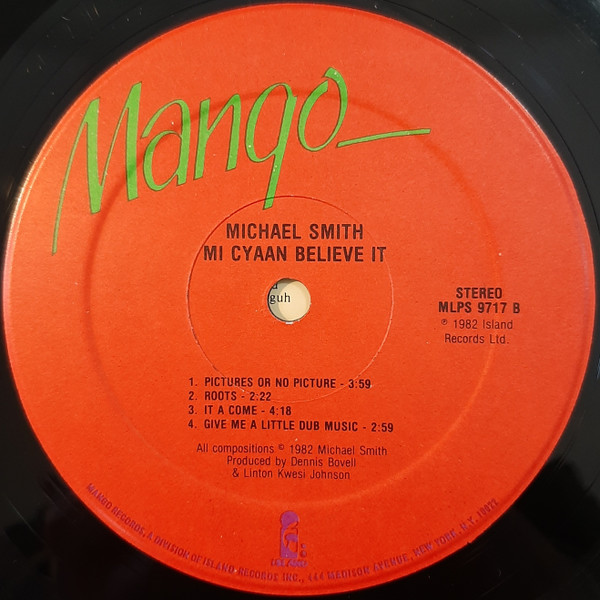 Mango
MICHAEL SMITH
MI CYAAN BELIEVE IT
guh
STEREO
MLPS 9717 B
℗ 1982 Island
Records Ltd.
1. PICTURES OR NO PICTURE - 3:59
2. ROOTS - 2:22
3. IT A COME - 4:18
4. GIVE ME A LITTLE DUB MUSIC - 2:59
All compositions © 1982 Michael Smith
Produced by Dennis Bovell
& Linton Kwesi Johnson
ISLAND
MANGO RECORDS, A DIVISION OF ISLAND RECORDS INC., 444 MADISON AVENUE, NEW YORK, N.Y. 10022